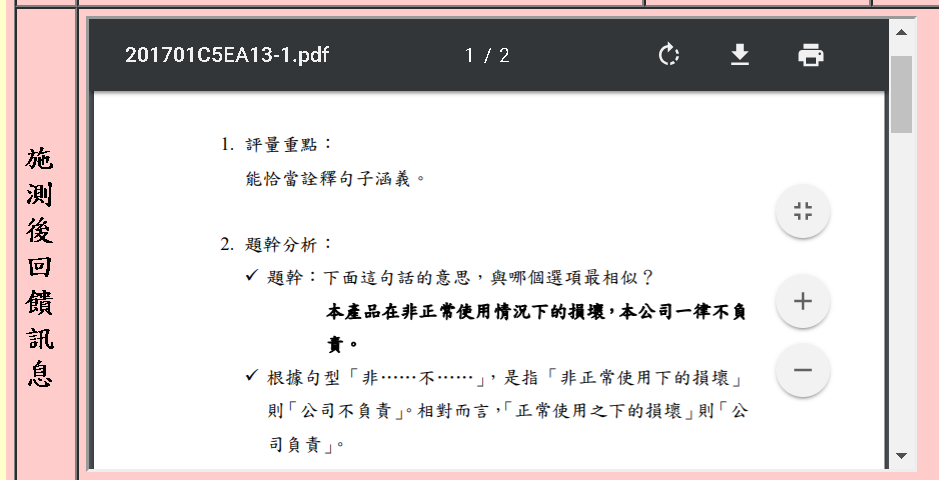 201701C5EA13-1.pdf
1 / 2
施測後回饋訊息
1. 評量重點：
能恰當詮釋句子涵義。
2. 題幹分析：
✓ 題幹：下面這句話的意思，與哪個選項最相似？
本產品在非正常使用情況下的損壞，本公司一律不負
責。
✓ 根據句型「非……不……」，是指「非正常使用下的損壞」
則「公司不負責」。相對而言，「正常使用之下的損壞」則「公
司負責」。